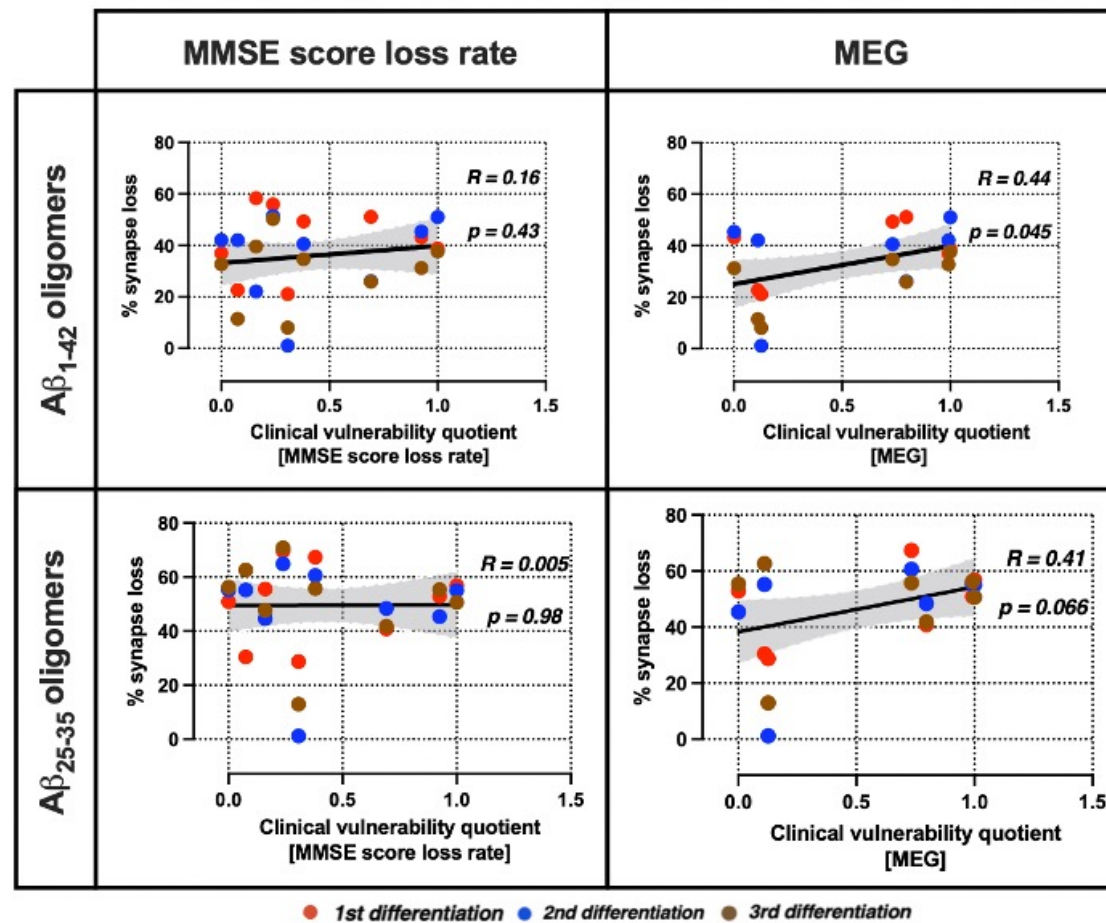 MMSE score loss rate
MEG
Aβ1-42 oligomers
80
60
40
20
0
% synapse loss
R = 0.16
p = 0.43
0.0 0.5 1.0 1.5
Clinical vulnerability quotient
[MMSE score loss rate]
80
60
40
20
0
% synapse loss
R = 0.44
p = 0.045
0.0 0.5 1.0 1.5
Clinical vulnerability quotient
[MEG]
Aβ25-35 oligomers
80
60
40
20
0
% synapse loss
R = 0.005
p = 0.98
0.0 0.5 1.0 1.5
Clinical vulnerability quotient
[MMSE score loss rate]
80
60
40
20
0
% synapse loss
R = 0.41
p = 0.066
0.0 0.5 1.0 1.5
Clinical vulnerability quotient
[MEG]
1st differentiation 2nd differentiation 3rd differentiation